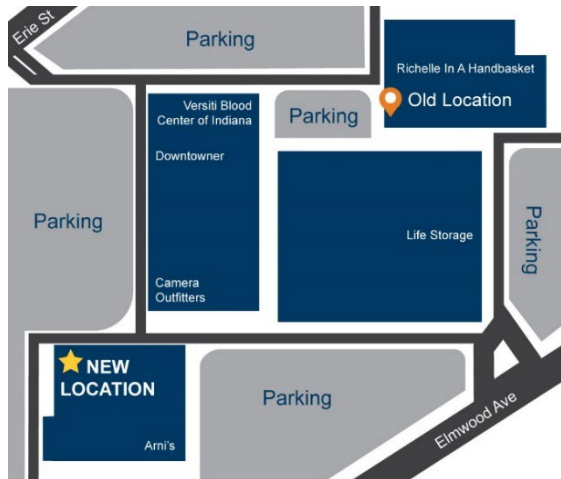 Erie St
Parking
Richelle In A Handbasket
Old Location
Versiti Blood
Center of Indiana
Parking
Downtowner
Parking
Life Storage
Parking
Camera
Outfitters
NEW
LOCATION
Parking
Arni's
Elmwood Ave